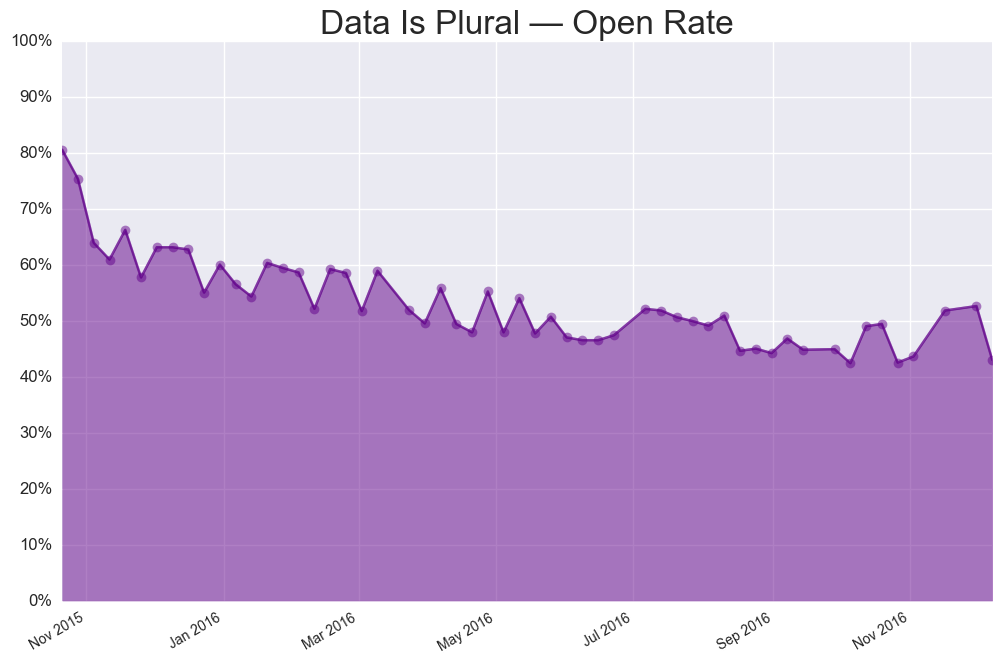 Data Is Plural — Open Rate
100%
90%
80%
70%
60%
50%
40%
30%
20%
10%
0%
Nov 2015
Jan 2016
Mar 2016
May 2016
Jul 2016
Sep 2016
Nov 2016